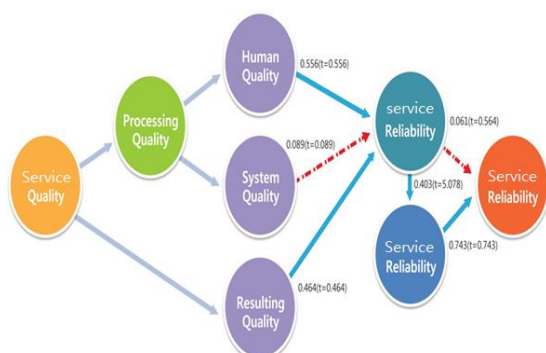 Human
Quality
0.556(t=0.556)
Processing
Quality
service
Reliability
0.061(t=0.564)
0.089(t=0.089)
Service
Quality
System
Quality
0.403(t=5.078)
Service
Reliability
Service
Reliability
0.743(t=0.743)
0.464(t=0.464)
Resulting
Quality